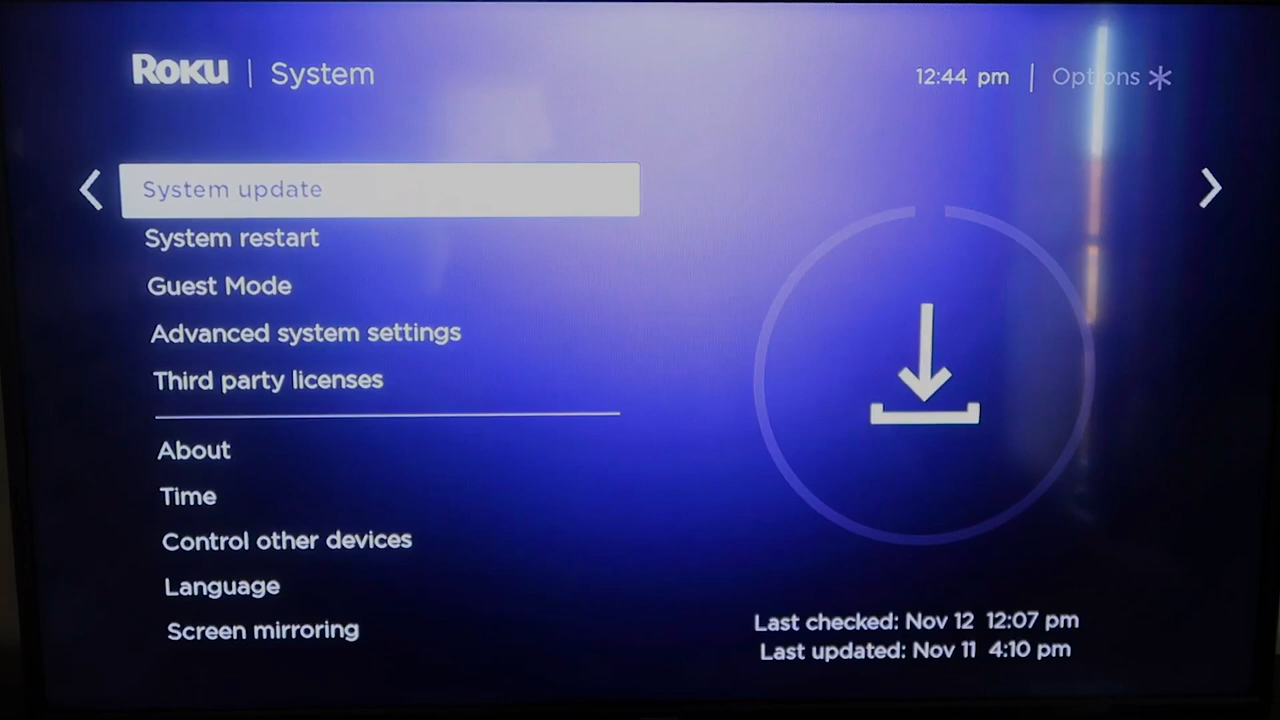 Roku | System
12:44 pm | Options *
System update
System restart
Guest Mode
Advanced system settings
Third party licenses
About
Time
Control other devices
Language
Screen mirroring
Last checked: Nov 12 12:07 pm
Last updated: Nov 11 4:10 pm